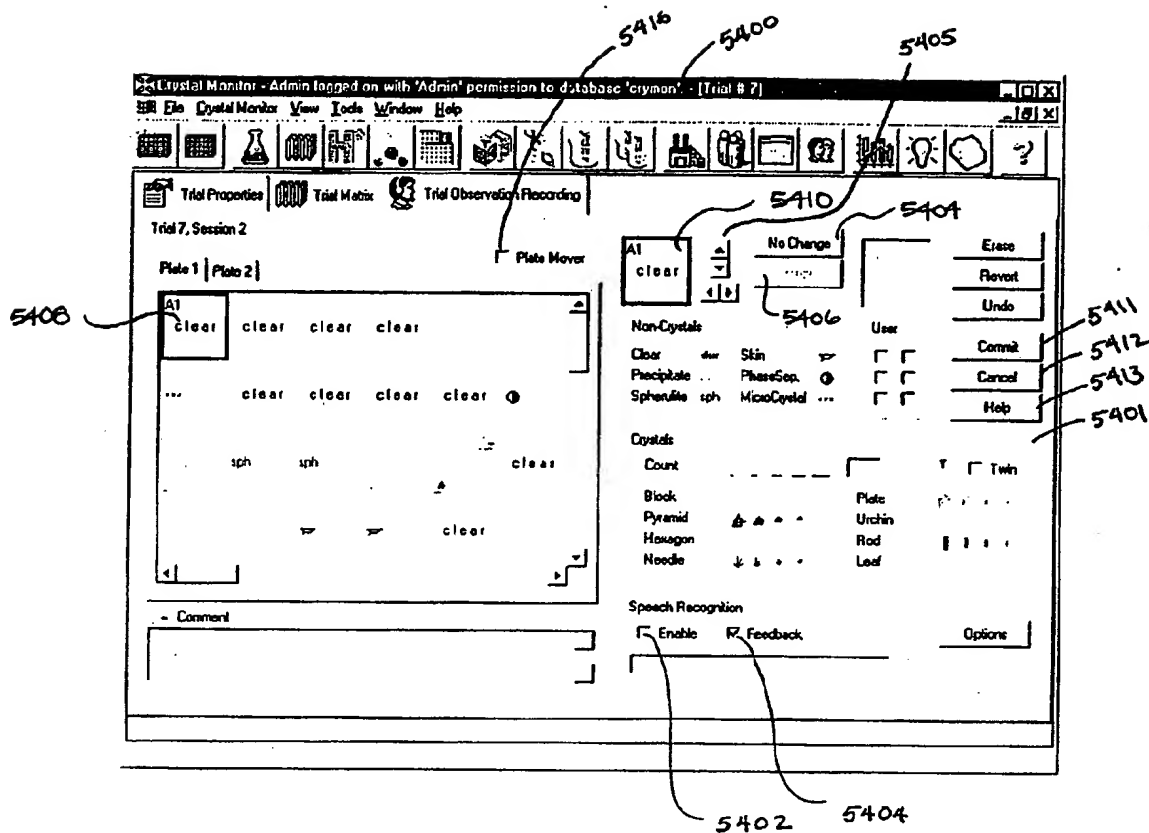 5416
5400
5405
Crystal Monitor - Admin logged on with 'Admin' permission to database 'crymon'. - [Trial # 7]
File Crystal Monitor View Tools Window Help
Trial Properties Trial Matrix Trial Observation Recording
5410
5404
Trial 7, Session 2
Plate Mover
A1
clear
No Change
Erase
Plate 1 Plate 2
Revert
5408
A1
clear clear clear clear
5406
Undo
5411
Non-Crystals User
Commit
5412
Clear clear Skin
Cancel
5413
Precipitate PhaseSep.
Spherulite sph MicroCrystal
Help
5401
clear clear clear clear
Crystals
sph sph clear
Count Twin
Block Plate
Pyramid Urchin
clear
Hexagon Rod
Needle Leaf
Comment
Speech Recognition
Enable Feedback Options
5402
5404